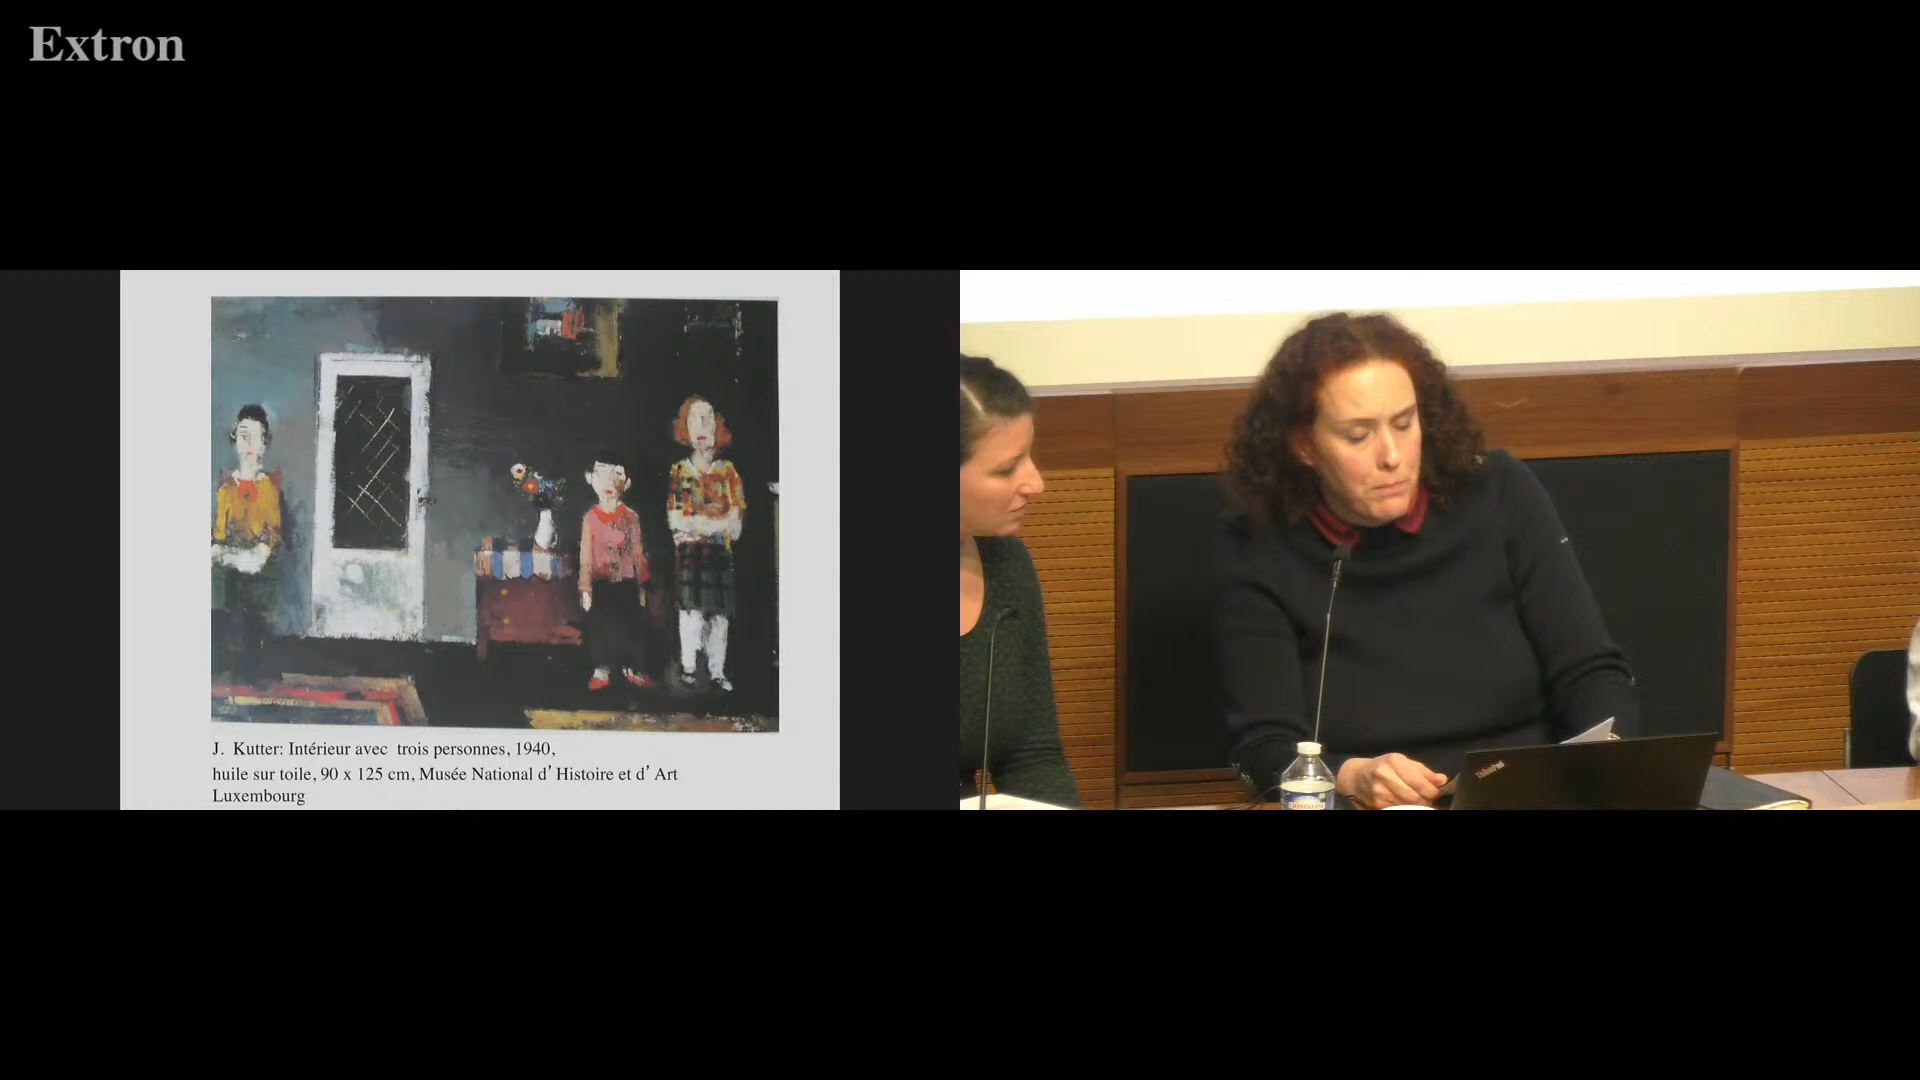 Extron
J. Kutter: Intérieur avec trois personnes, 1940,
huile sur toile, 90 x 125 cm, Musée National d’Histoire et d’Art
Luxembourg
ThinkPad